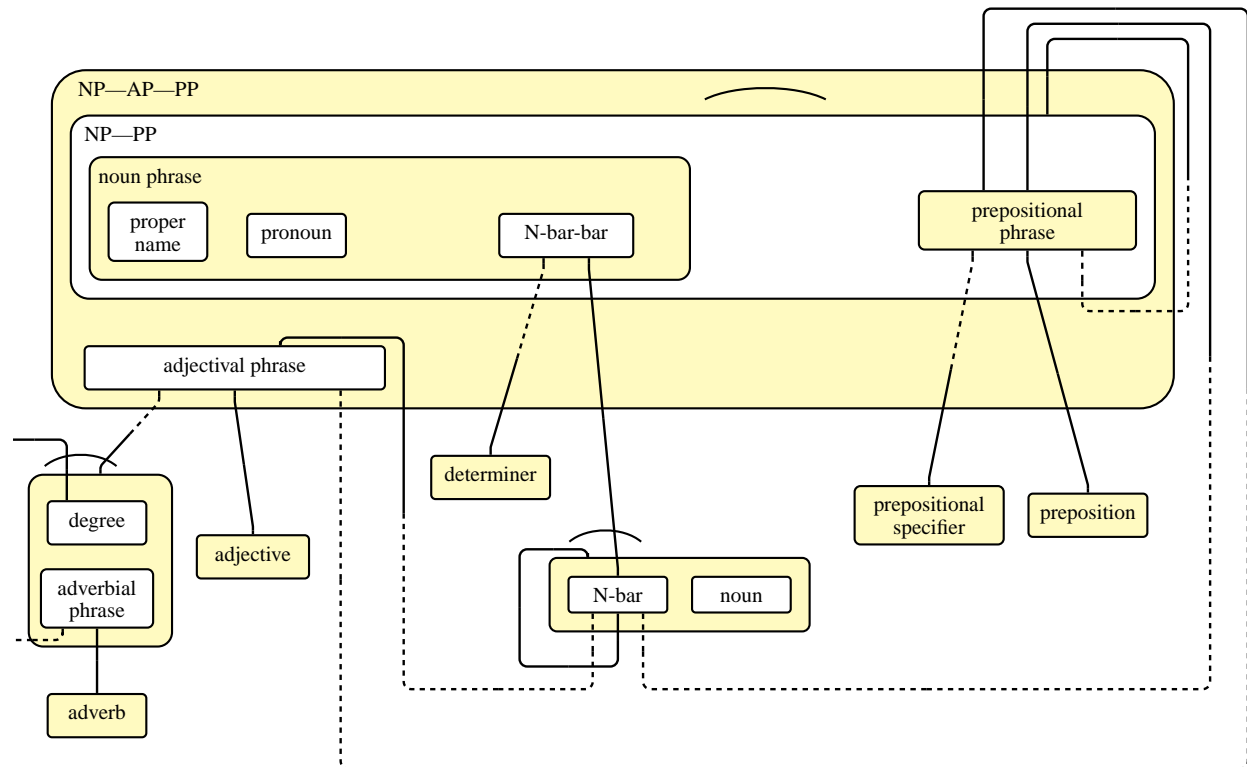 NP—AP—PP
NP—PP
noun phrase
proper
name
pronoun
N-bar-bar
prepositional
phrase
adjectival phrase
determiner
prepositional
specifier
preposition
degree
adjective
adverbial
phrase
N-bar
noun
adverb